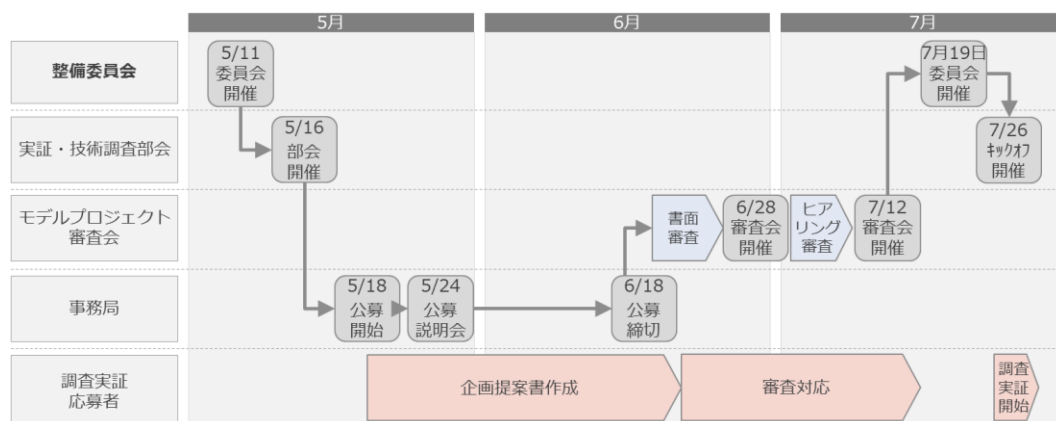 5月
6月
7月
整備委員会
5/11
委員会
開催
7月19日
委員会
開催
実証・技術調査部会
5/16
部会
開催
7/26
ｷｯｸｵﾌ
開催
モデルプロジェクト
審査会
書面
審査
6/28
審査会
開催
ヒア
リング
審査
7/12
審査会
開催
事務局
5/18
公募
開始
5/24
公募
説明会
6/18
公募
締切
調査実証
応募者
企画提案書作成
審査対応
調査
実証
開始